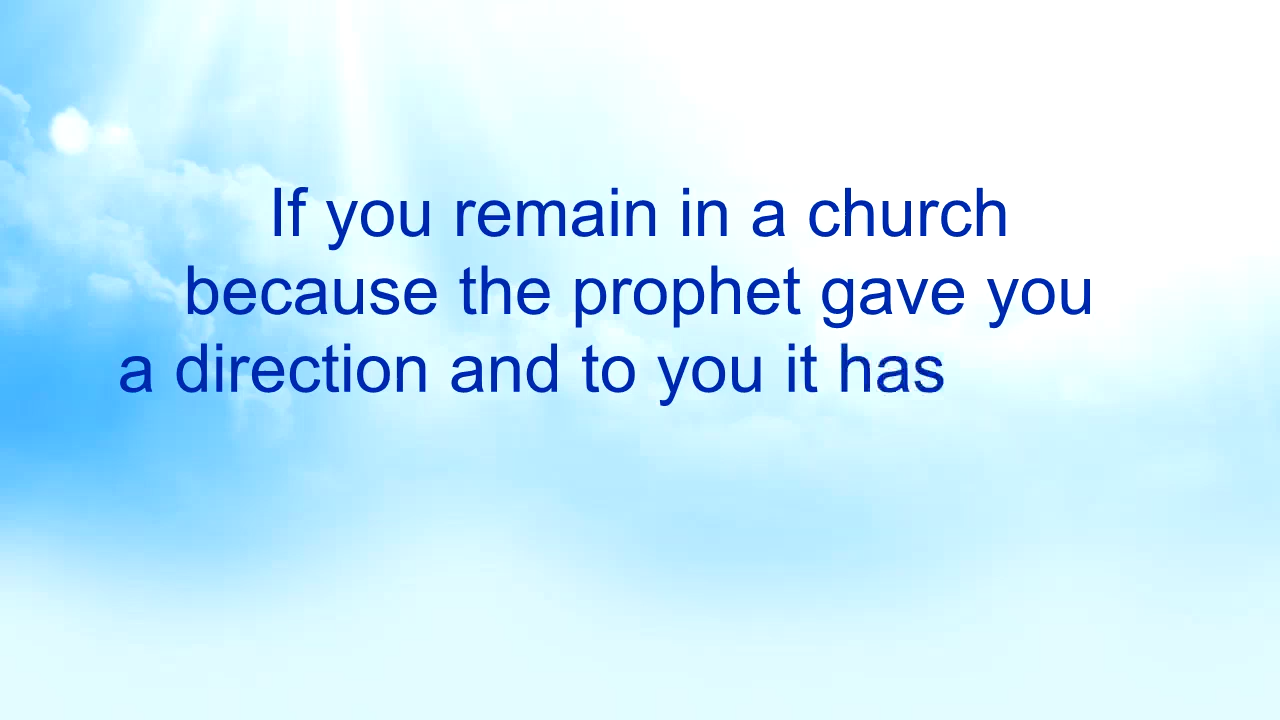 If you remain in a church
because the prophet gave you
a direction and to you it has